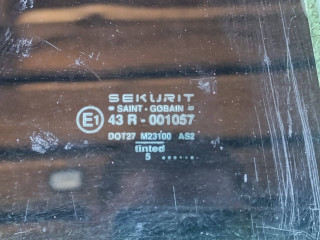 SEKURIT
SAINT-GOBAIN
E1 43 R-001057
DOT27 M23100 AS2
tinted
5